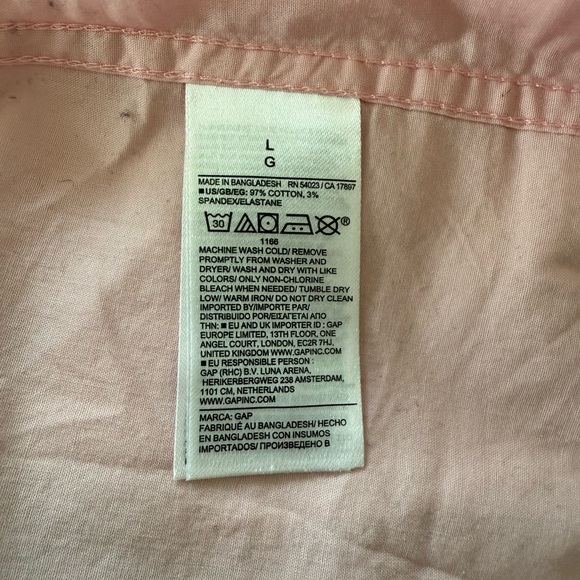 L
G
MADE IN BANGLADESH RN 54023 / CA 17897
■ US/GB/EG: 97% COTTON, 3%
SPANDEX/ELASTANE
30 ®
1166
MACHINE WASH COLD/ REMOVE
PROMPTLY FROM WASHER AND
DRYER/ WASH AND DRY WITH LIKE
COLORS/ ONLY NON-CHLORINE
BLEACH WHEN NEEDED/ TUMBLE DRY
LOW/ WARM IRON/ DO NOT DRY CLEAN
IMPORTED BY/IMPORTE PAR/
DISTRIBUIDO POR/ΕΙΣΑΓΕΤΑΙ ΑΠΟ
ΤΗΝ: ■ EU AND UK IMPORTER ID : GAP
EUROPE LIMITED, 13TH FLOOR, ONE
ANGEL COURT, LONDON, EC2R 7HJ,
UNITED KINGDOM WWW.GAPINC.COM
■ EU RESPONSIBLE PERSON :
GAP (RHC) B.V. LUNA ARENA,
HERIKERBERGWEG 238 AMSTERDAM,
1101 CM, NETHERLANDS
WWW.GAPINC.COM
MARCA: GAP
FABRIQUÉ AU BANGLADESH/ HECHO
EN BANGLADESH CON INSUMOS
IMPORTADOS/ ПРОИЗВЕДЕНО В